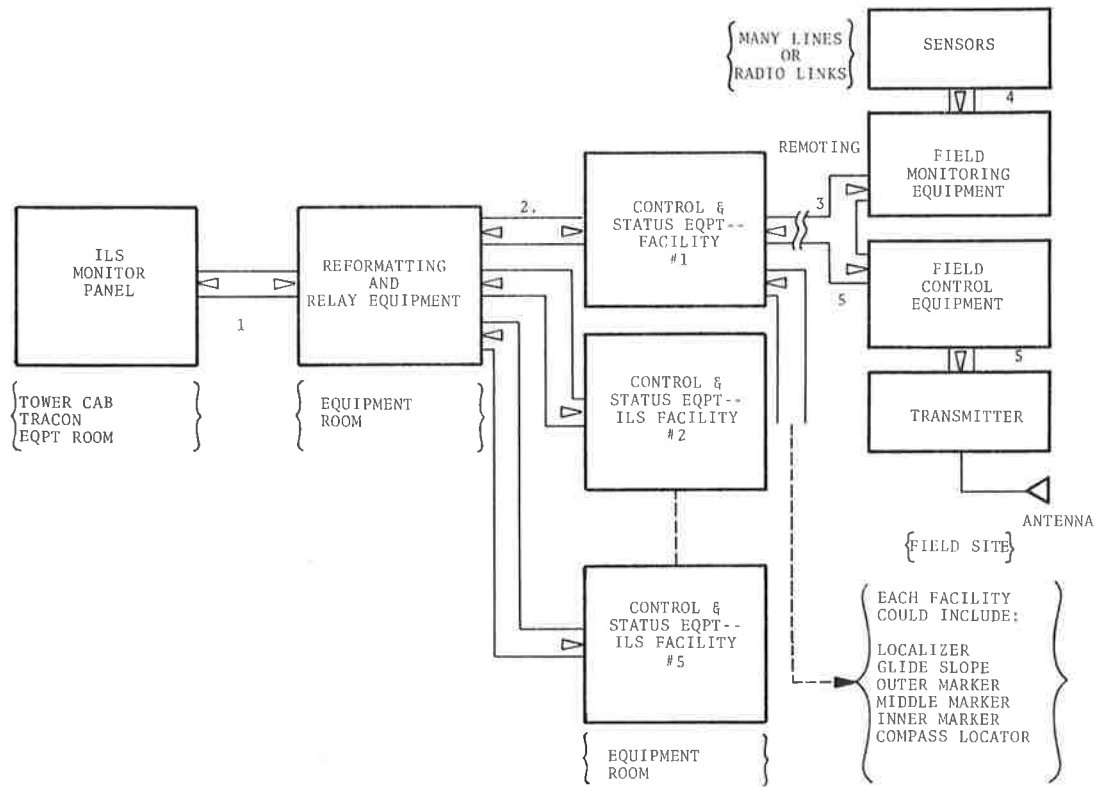 {MANY LINES
OR
RADIO LINKS}
SENSORS
4
REMOTING
FIELD
MONITORING
EQUIPMENT
3
CONTROL &
STATUS EQPT--
FACILITY
#1
2.
ILS
MONITOR
PANEL
REFORMATTING
AND
RELAY EQUIPMENT
1
FIELD
CONTROL
EQUIPMENT
5
5
TRANSMITTER
CONTROL &
STATUS EQPT--
ILS FACILITY
#2
{TOWER CAB
TRACON
EQPT ROOM}
{EQUIPMENT
ROOM}
ANTENNA
{FIELD SITE}
CONTROL &
STATUS EQPT--
ILS FACILITY
#5
{EACH FACILITY
COULD INCLUDE:
LOCALIZER
GLIDE SLOPE
OUTER MARKER
MIDDLE MARKER
INNER MARKER
COMPASS LOCATOR}
{EQUIPMENT
ROOM}